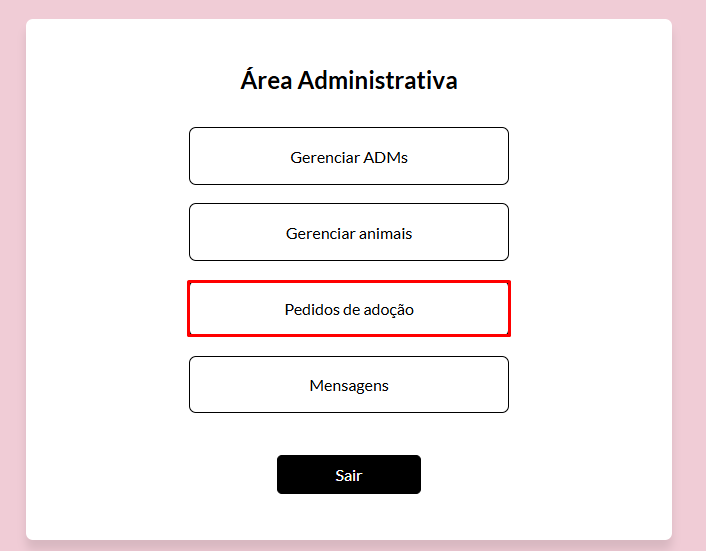 Área Administrativa
Gerenciar ADMs
Gerenciar animais
Pedidos de adoção
Mensagens
Sair